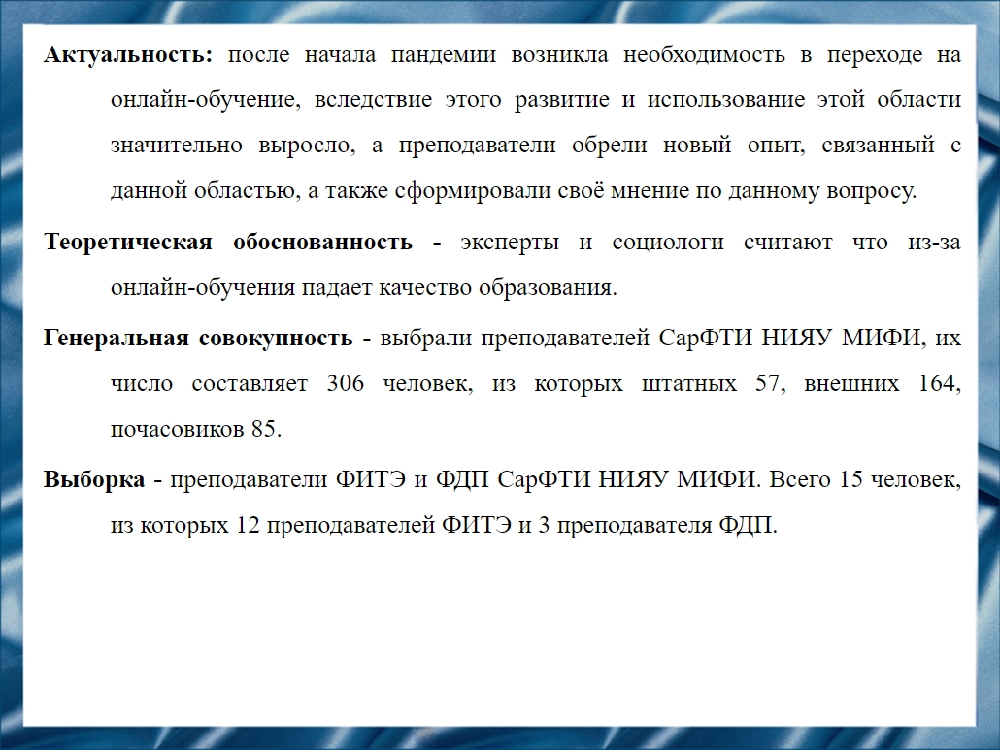 Актуальность: после начала пандемии возникла необходимость в переходе на
онлайн-обучение, вследствие этого развитие и использование этой области
значительно выросло, а преподаватели обрели новый опыт, связанный с
данной областью, а также сформировали своё мнение по данному вопросу.
Теоретическая обоснованность - эксперты и социологи считают что из-за
онлайн-обучения падает качество образования.
Генеральная совокупность - выбрали преподавателей СарФТИ НИЯУ МИФИ, их
число составляет 306 человек, из которых штатных 57, внешних 164,
почасовиков 85.
Выборка - преподаватели ФИТЭ и ФДП СарФТИ НИЯУ МИФИ. Всего 15 человек,
из которых 12 преподавателей ФИТЭ и 3 преподавателя ФДП.